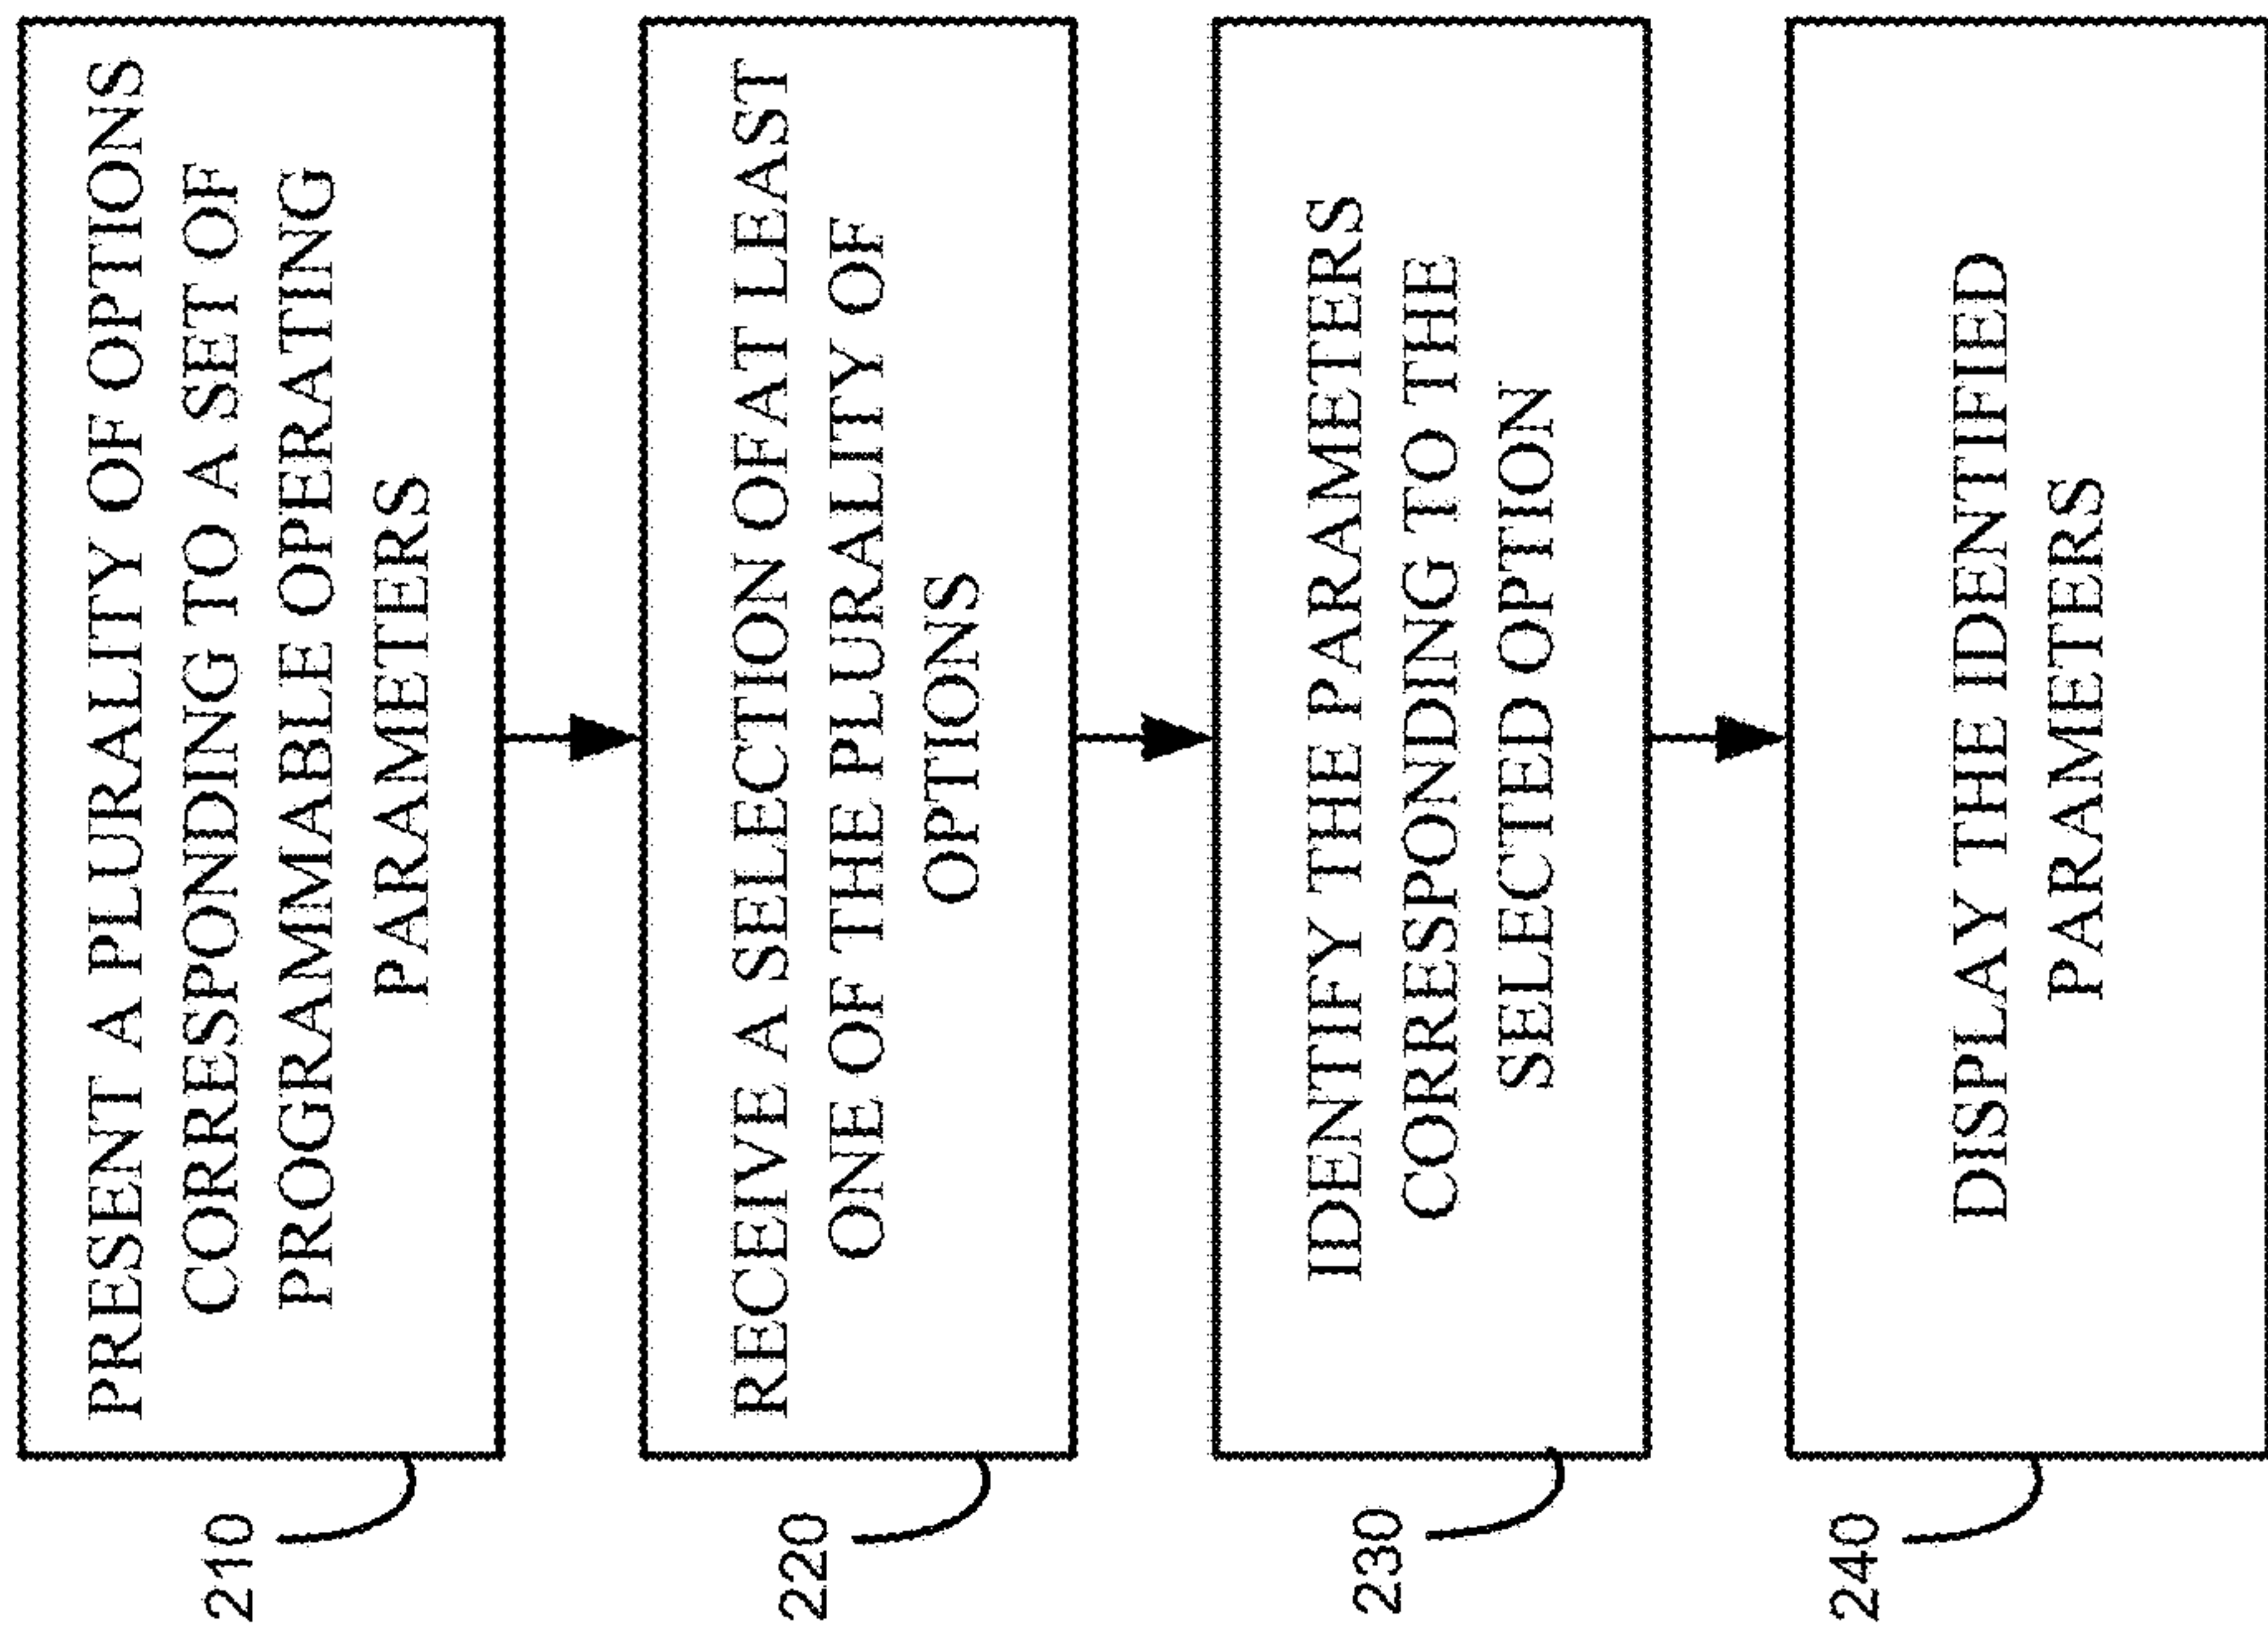 210
PRESENT A PLURALITY OF OPTIONS
CORRESPONDING TO A SET OF
PROGRAMMABLE OPERATING
PARAMETERS
220
RECEIVE A SELECTION OFAT LEAST
ONE OF THE PLURALITY OF
OPTIONS
230
IDENTIFY THE PARAMETERS
CORRESPONDING TO THE
SELECTED OPTION
240
DISPLAY THE IDENTIFIED
PARAMETERS